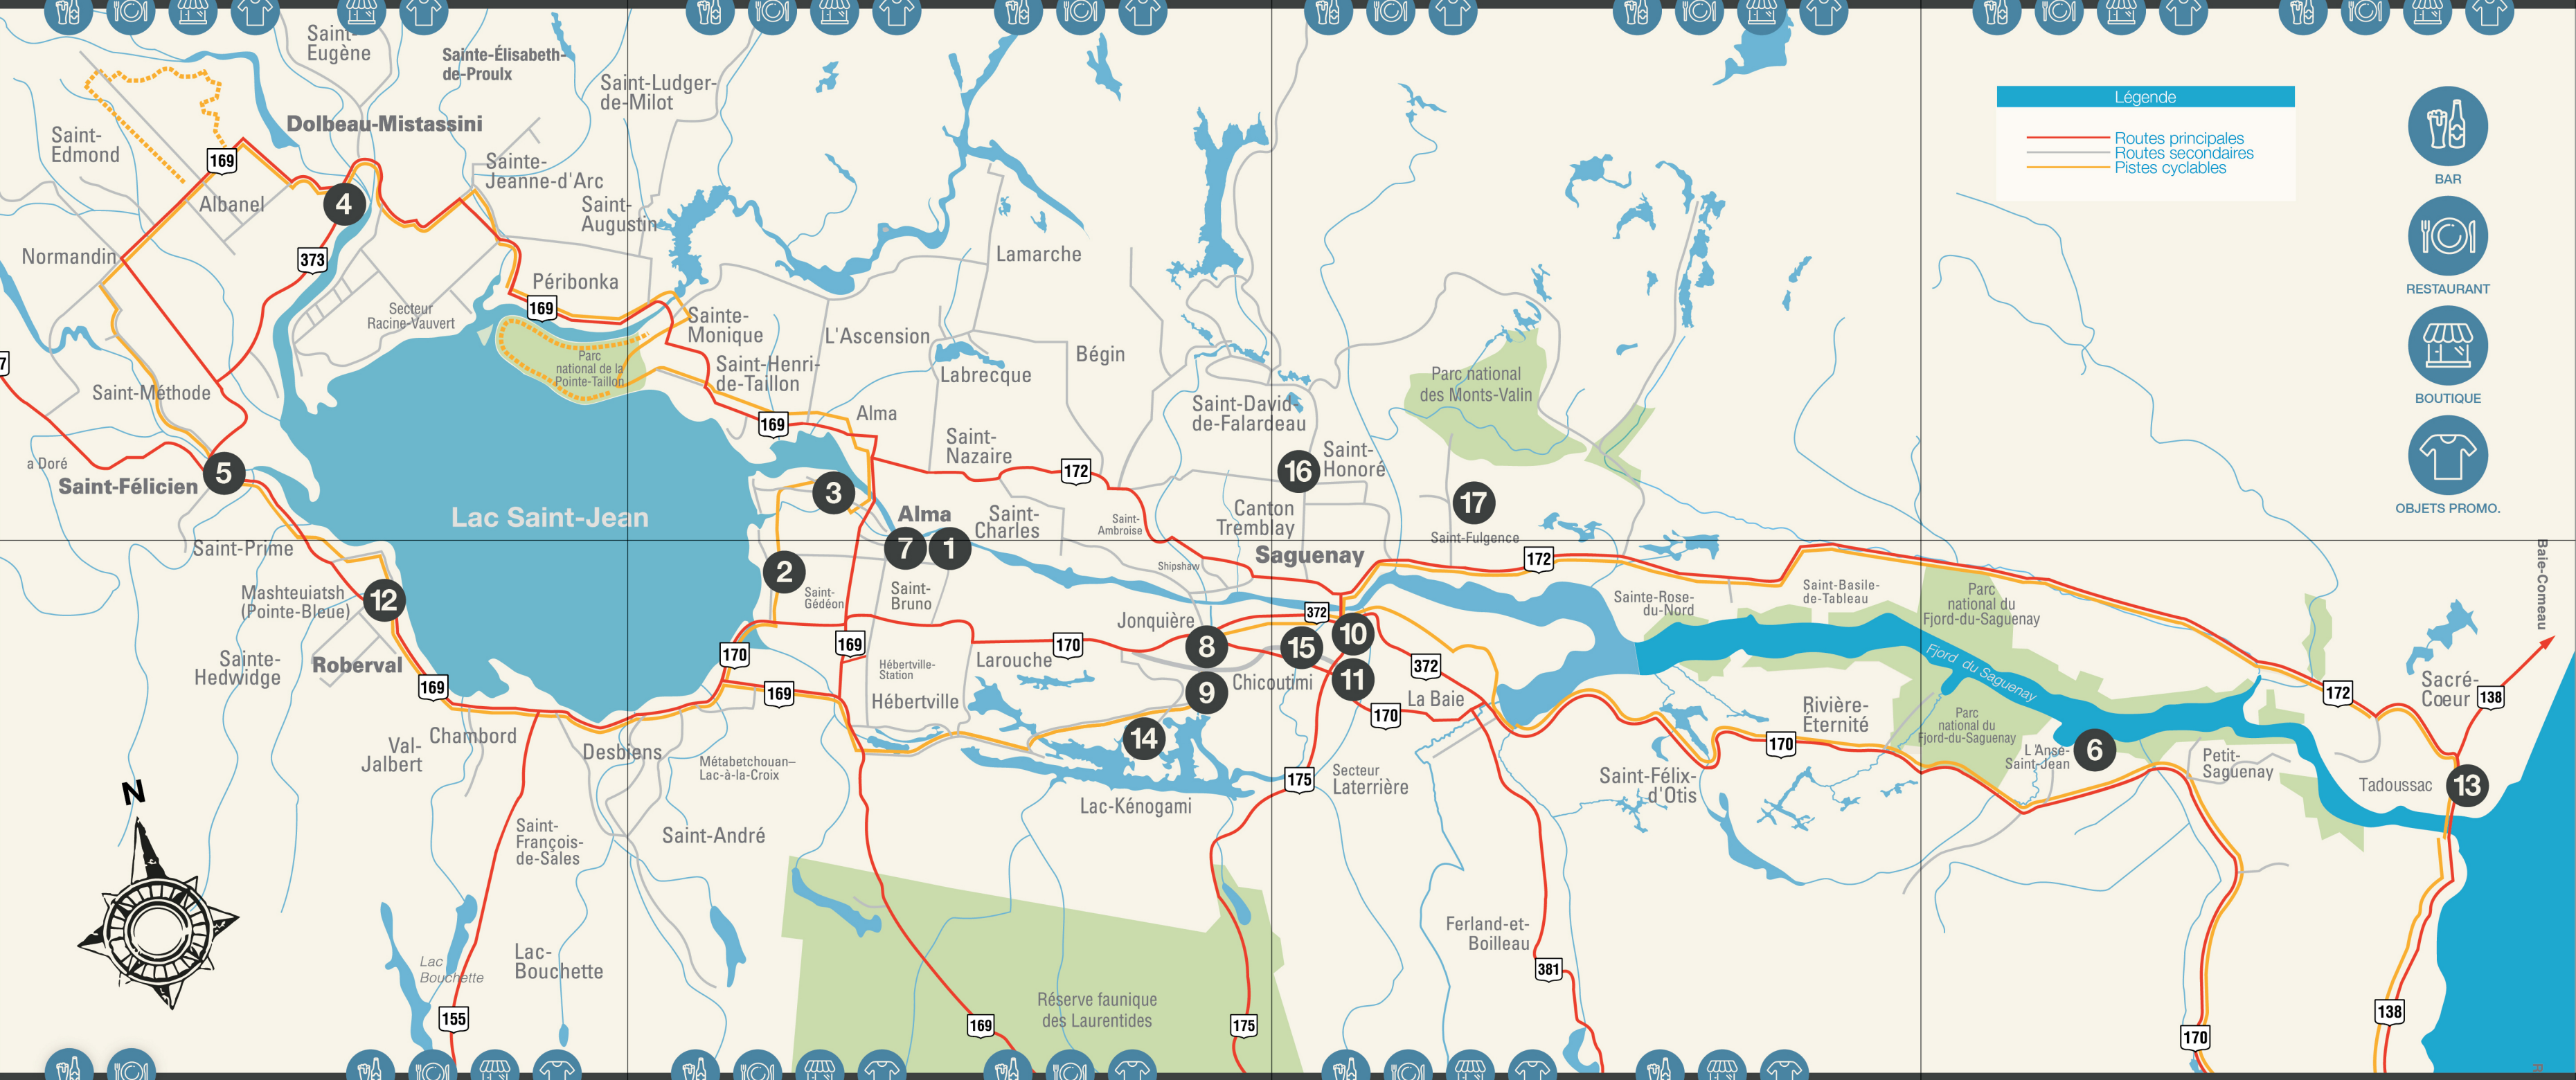 Saint-
Eugène
Sainte-Élisabeth-
de-Proulx
Saint-Ludger-
de-Milot
Dolbeau-Mistassini
Saint-
Edmond
169
Albanel
4
Sainte-
Jeanne-d'Arc
Saint-
Augustin
Normandin
373
Péribonka
169
Secteur
Racine-Vauvert
Parc
national de la
Pointe-Taillon
Sainte-
Monique
Saint-Henri-
de-Taillon
L'Ascension
Lamarche
Labrecque
Bégin
7
Saint-Méthode
169
Alma
a Doré
Saint-Félicien
5
Lac Saint-Jean
3
Alma
7
1
Saint-
Nazaire
172
Saint-
Charles
Saint-
Ambroise
Saint-David-
de-Falardeau
16
Saint-
Honoré
Canton
Tremblay
Saguenay
Parc national
des Monts-Valin
17
Saint-Fulgence
172
Légende
Routes principales
Routes secondaires
Pistes cyclables
BAR
RESTAURANT
BOUTIQUE
OBJETS PROMO.
Saint-Prime
Mashteuiatsh
(Pointe-Bleue)
12
Sainte-
Hedwidge
Roberval
169
2
Saint-
Gédéon
Saint-
Bruno
Shipshaw
170
169
169
Hébertville-
Station
Hébertville
Larouche
170
Jonquière
8
9
372
15
10
11
Chicoutimi
372
170
La Baie
14
Lac-Kénogami
175
Secteur
Laterrière
Sainte-Rose-
du-Nord
Saint-Basile-
de-Tableau
Parc
national du
Fjord-du-Saguenay
Fjord du Saguenay
Parc
national du
Fjord-du-Saguenay
Rivière-
Éternité
170
Saint-Félix-
d'Otis
L'Anse-
Saint-Jean
6
Petit-
Saguenay
172
Sacré-
Coeur
138
Baie-Comeau
Tadoussac
13
Val-
Jalbert
Chambord
Desbiens
Métabetchouan–
Lac-à-la-Croix
Saint-André
N
Saint-
François-
de-Sales
Lac
Bouchette
Lac-
Bouchette
155
Réserve faunique
des Laurentides
169
175
Ferland-et-
Boilleau
381
170
138